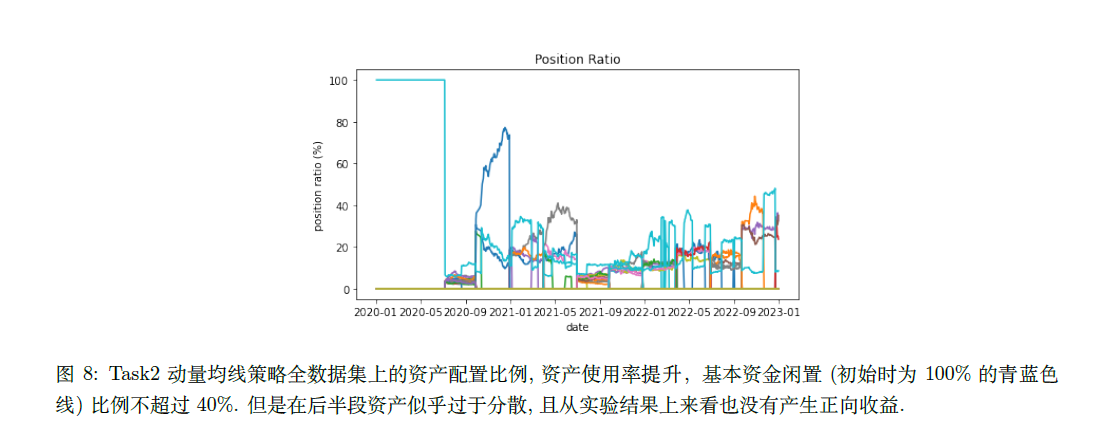 Position Ratio
100
80
60
40
20
0
position ratio (%)
2020-01 2020-05 2020-09 2021-01 2021-05 2021-09 2022-01 2022-05 2022-09 2023-01
date
图 8: Task2 动量均线策略全数据集上的资产配置比例, 资产使用率提升，基本资金闲置 (初始时为 100% 的青蓝色
线) 比例不超过 40%. 但是在后半段资产似乎过于分散, 且从实验结果上来看也没有产生正向收益.